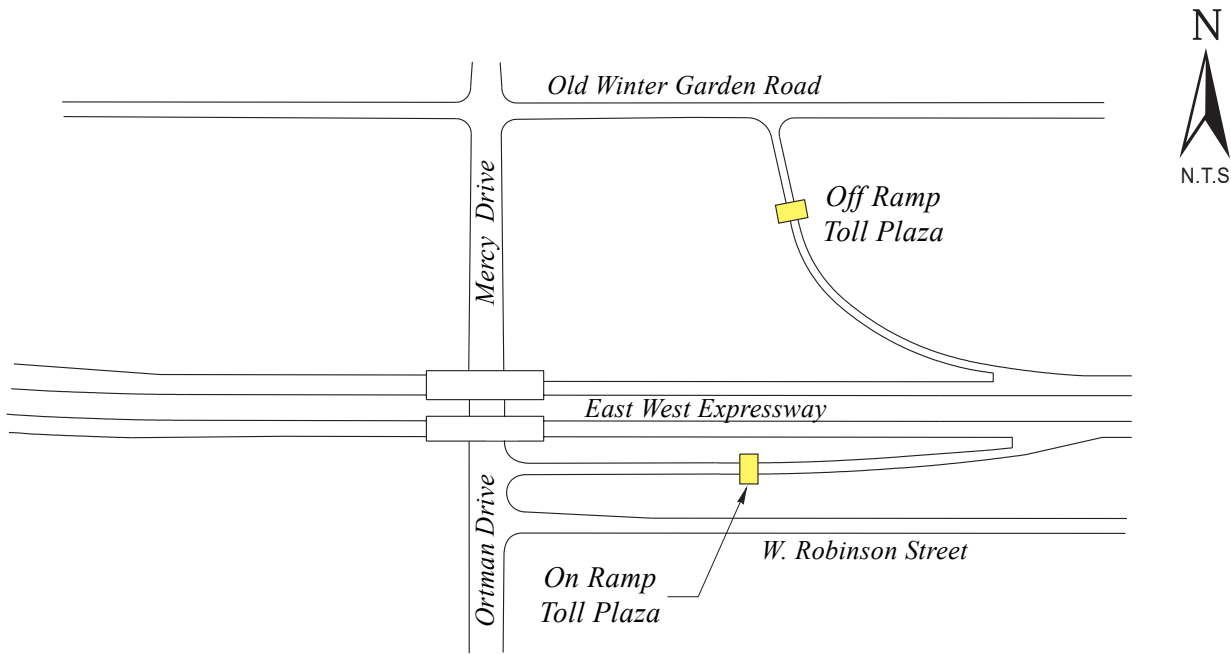 N
N.T.S
Old Winter Garden Road
Mercy Drive
Off Ramp
Toll Plaza
East West Expressway
Ortman Drive
W. Robinson Street
On Ramp
Toll Plaza